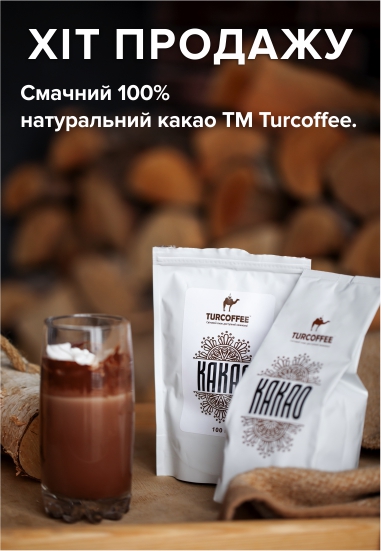 ХІТ ПРОДАЖУ
Смачний 100%
натуральний какао ТМ Turcoffee.
TURCOFFEE
КАКАО
100
TURCOFFEE
КАКАО